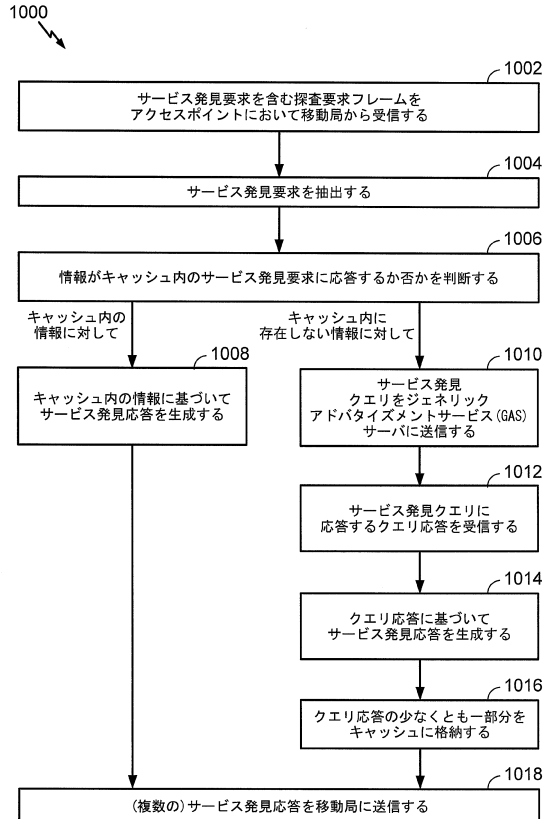 1000
1002
サービス発見要求を含む探査要求フレームを
アクセスポイントにおいて移動局から受信する
1004
サービス発見要求を抽出する
1006
情報がキャッシュ内のサービス発見要求に応答するか否かを判断する
キャッシュ内の
情報に対して
キャッシュ内に
存在しない情報に対して
1008
キャッシュ内の情報に基づいて
サービス発見応答を生成する
1010
サービス発見
クエリをジェネリック
アドバタイズメントサービス(GAS)
サーバに送信する
1012
サービス発見クエリに
応答するクエリ応答を受信する
1014
クエリ応答に基づいて
サービス発見応答を生成する
1016
クエリ応答の少なくとも一部分を
キャッシュに格納する
1018
(複数の)サービス発見応答を移動局に送信する